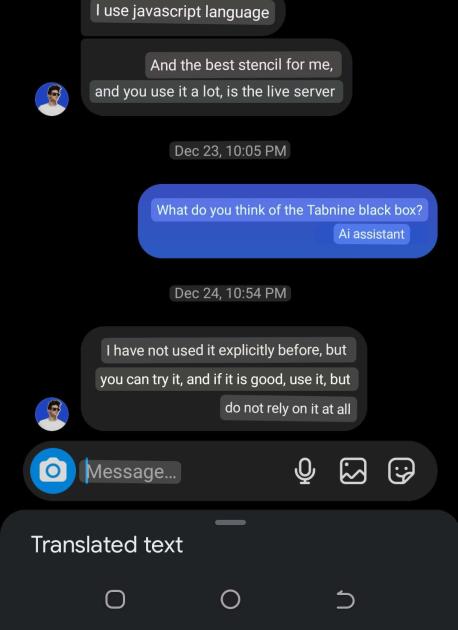 I use javascript language
And the best stencil for me,
and you use it a lot, is the live server
Dec 23, 10:05 PM
What do you think of the Tabnine black box?
Ai assistant
Dec 24, 10:54 PM
I have not used it explicitly before, but
you can try it, and if it is good, use it, but
do not rely on it at all
Message...
Translated text